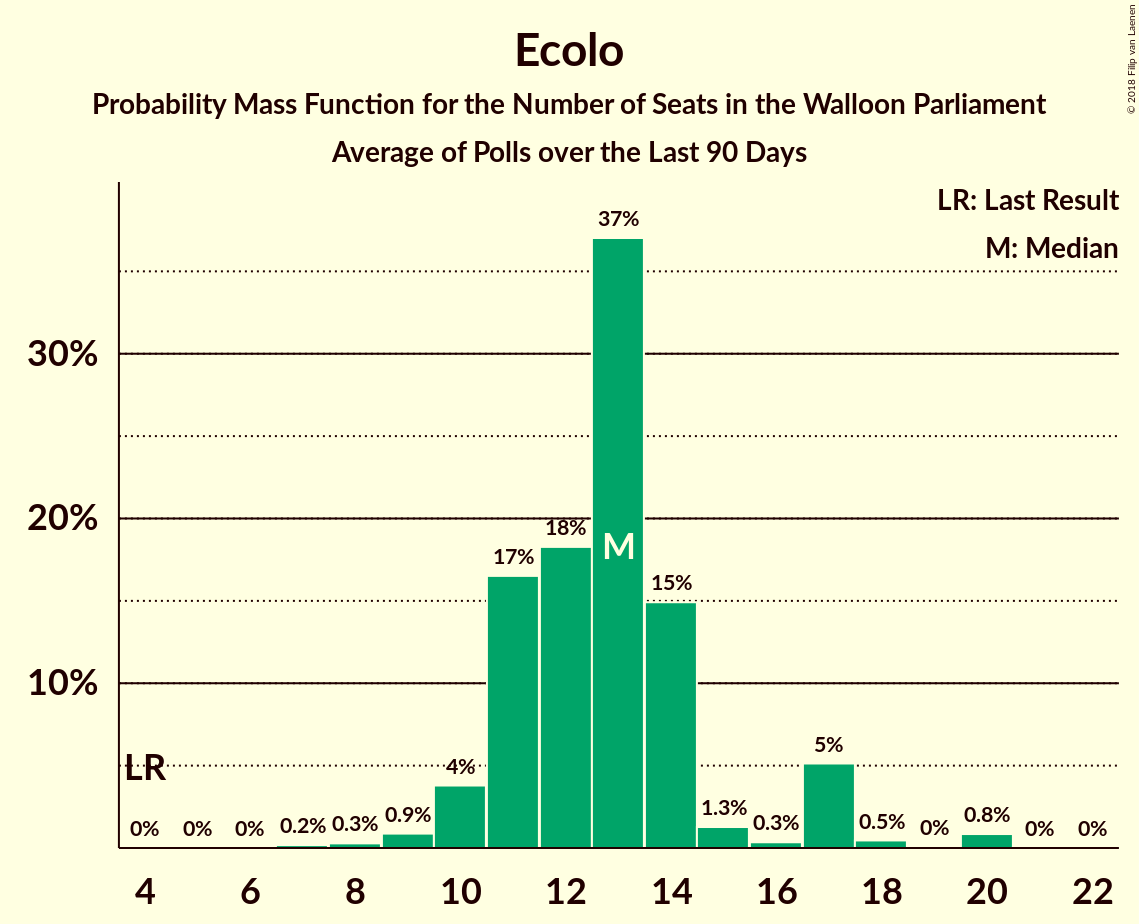 Ecolo
Probability Mass Function for the Number of Seats in the Walloon Parliament
Average of Polls over the Last 90 Days
© 2018 Filip van Laenen
LR: Last Result
M: Median
37%
30%
20%
18%
17%
M
15%
10%
LR
5%
4%
0% 0% 0% 0.2% 0.3% 0.9% 1.3% 0.3% 0.5% 0% 0.8% 0% 0%
4 6 8 10 12 14 16 18 20 22